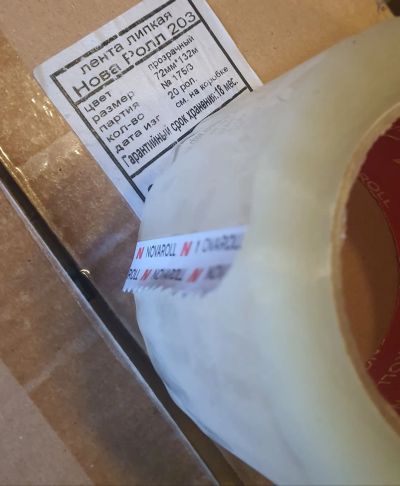 лента липкая
Нова Ролл 203
цвет прозрачный
размер 72мм*132м
партия № 175/3
кол-во 20 рол.
дата изг см. на коробке
Гарантийный срок хранения 18 мес.
N NOVAROLL N
NOVAROLL N
NOVAROLL